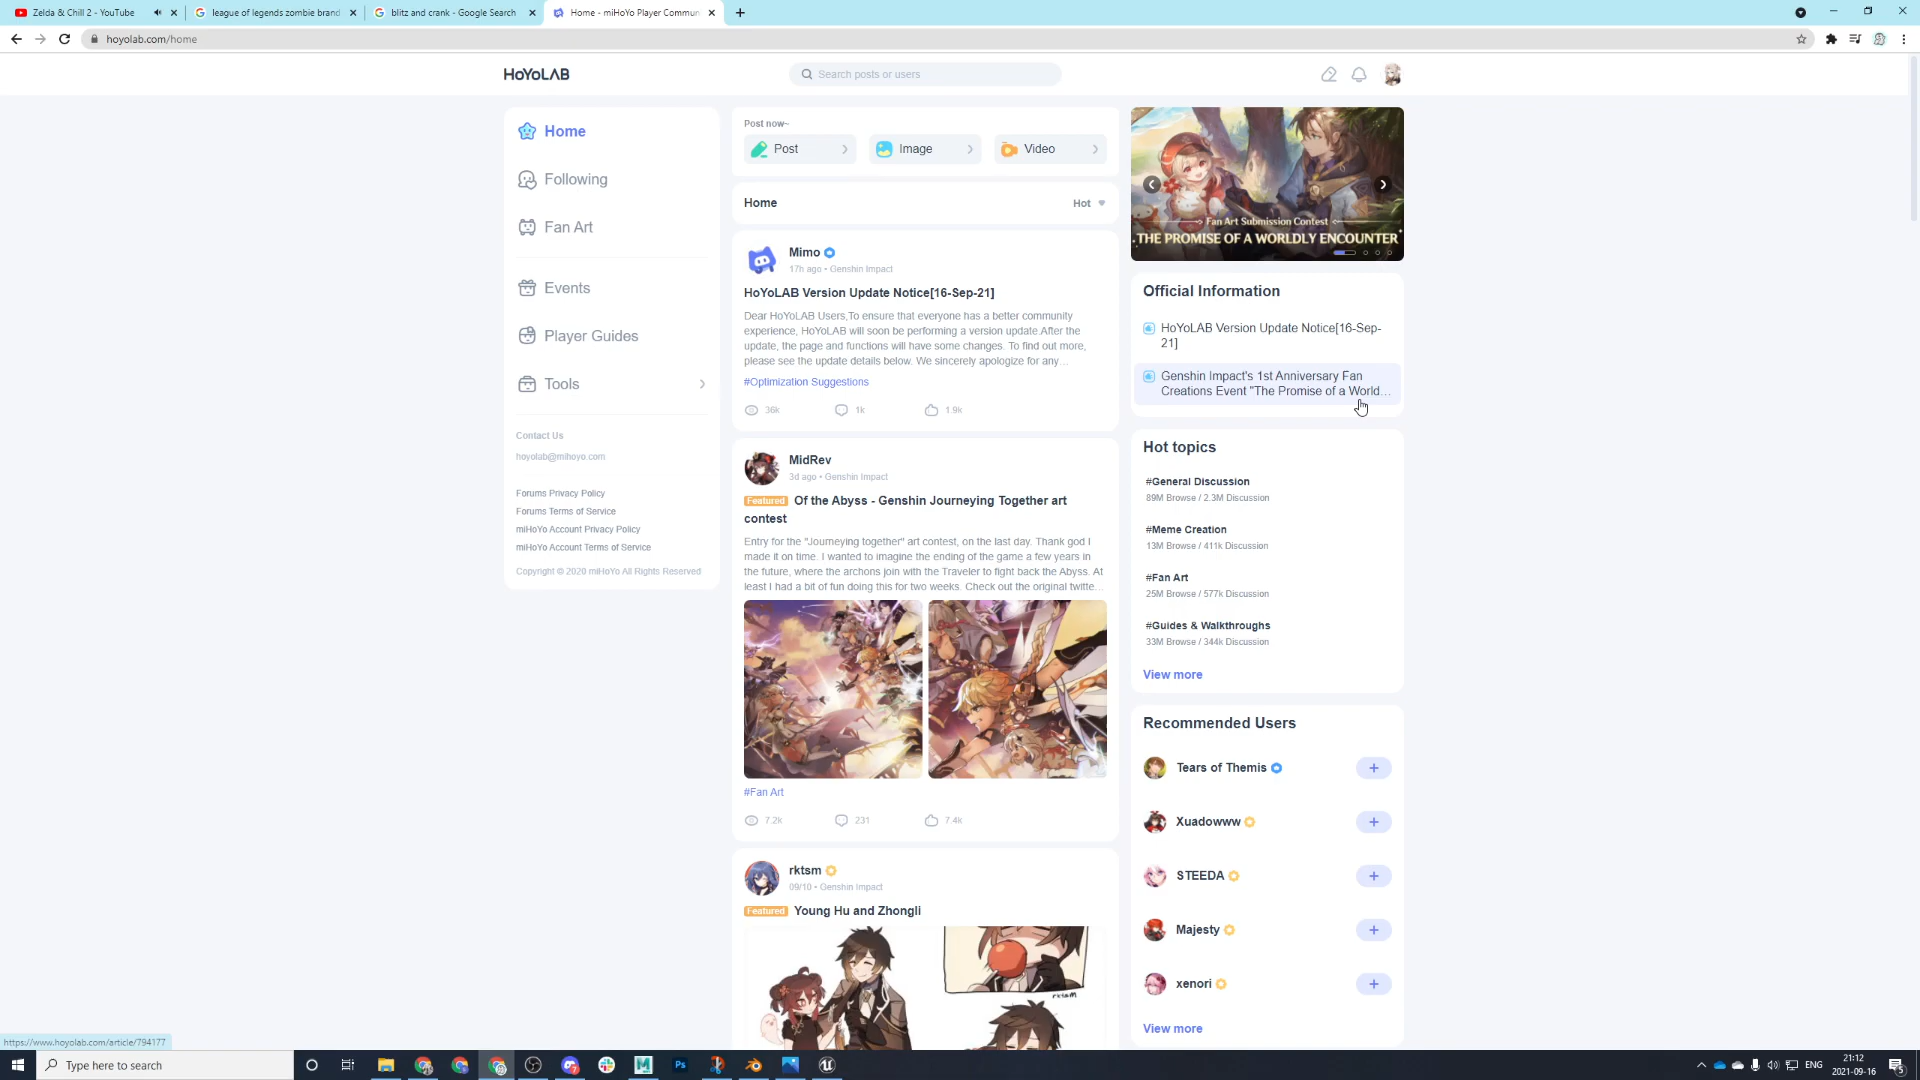 Zelda & Chill 2 - YouTube
league of legends zombie brand
blitz and crank - Google Search
Home - miHoYo Player Commun
hoyolab.com/home
HoYoLAB
Search posts or users
Home
Following
Fan Art
Events
Player Guides
Tools
Contact Us
hoyolab@mihoyo.com
Forums Privacy Policy
Forums Terms of Service
miHoYo Account Privacy Policy
miHoYo Account Terms of Service
Copyright © 2020 miHoYo All Rights Reserved
Post now~
Post
Image
Video
Home
Hot
Mimo
17h ago • Genshin Impact
HoYoLAB Version Update Notice[16-Sep-21]
Dear HoYoLAB Users,To ensure that everyone has a better community
experience, HoYoLAB will soon be performing a version update.After the
update, the page and functions will have some changes. To find out more,
please see the update details below. We sincerely apologize for any…
#Optimization Suggestions
36k
1k
1.9k
MidRev
3d ago • Genshin Impact
Featured Of the Abyss - Genshin Journeying Together art
contest
Entry for the "Journeying together" art contest, on the last day. Thank god I
made it on time. I wanted to imagine the ending of the game a few years in
the future, where the archons join with the Traveler to fight back the Abyss. At
least I had a bit of fun doing this for two weeks. Check out the original twitte…
#Fan Art
7.2k
231
7.4k
rktsm
09/10 • Genshin Impact
Featured Young Hu and Zhongli
rktsm
Fan Art Submission Contest
THE PROMISE OF A WORLDLY ENCOUNTER
Official Information
HoYoLAB Version Update Notice[16-Sep-
21]
Genshin Impact's 1st Anniversary Fan
Creations Event "The Promise of a World…
Hot topics
#General Discussion
89M Browse / 2.3M Discussion
#Meme Creation
13M Browse / 411k Discussion
#Fan Art
25M Browse / 577k Discussion
#Guides & Walkthroughs
33M Browse / 344k Discussion
View more
Recommended Users
Tears of Themis
Xuadowww
STEEDA
Majesty
xenori
View more
https://www.hoyolab.com/article/794177
Type here to search
Ps
ENG
21:12
2021-09-16
5